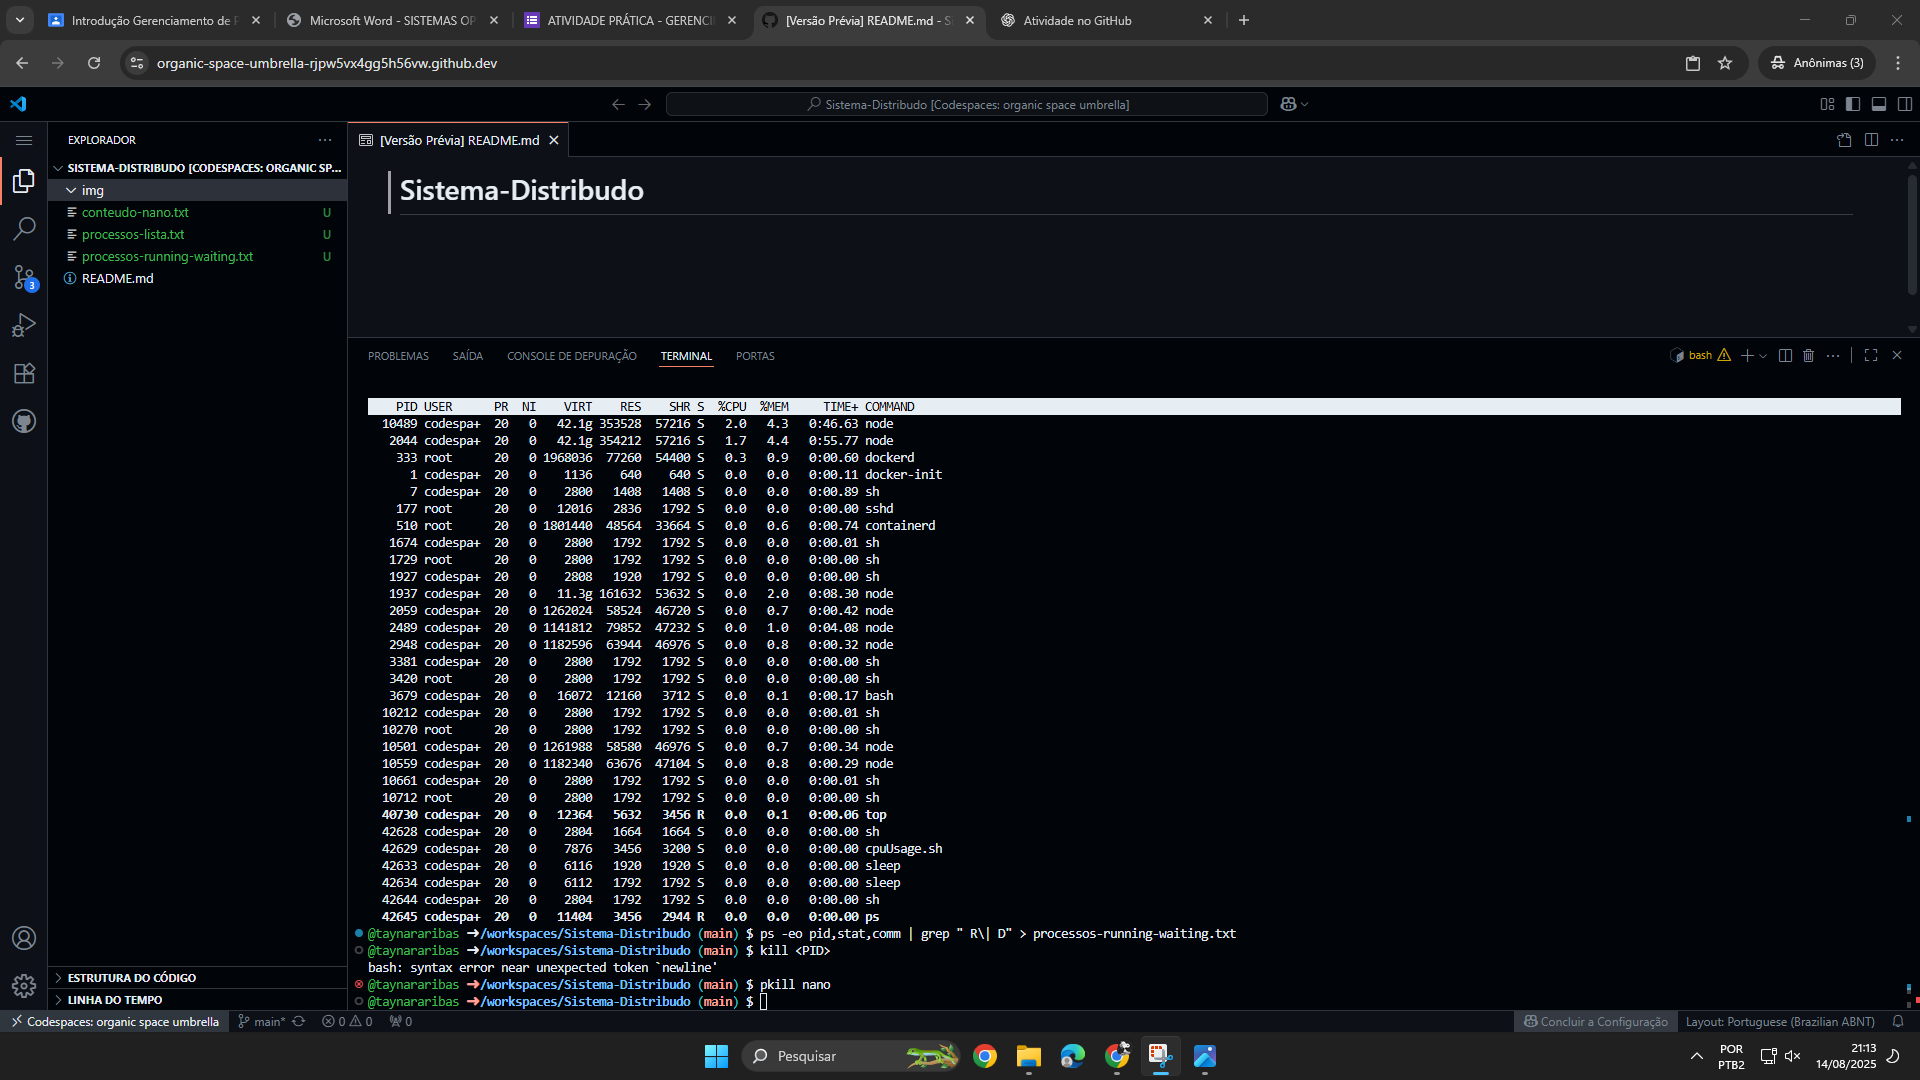 Introdução Gerenciamento de P
Microsoft Word - SISTEMAS OP
ATIVIDADE PRÁTICA - GERENCI
[Versão Prévia] README.md - S
Atividade no GitHub
organic-space-umbrella-rjpw5vx4gg5h56vw.github.dev
Anônimas (3)
Sistema-Distribudo [Codespaces: organic space umbrella]
EXPLORADOR
SISTEMA-DISTRIBUDO [CODESPACES: ORGANIC SP...
img
conteudo-nano.txt U
processos-lista.txt U
processos-running-waiting.txt U
README.md
3
ESTRUTURA DO CÓDIGO
LINHA DO TEMPO
[Versão Prévia] README.md
Sistema-Distribudo
PROBLEMAS SAÍDA CONSOLE DE DEPURAÇÃO TERMINAL PORTAS
bash
PID USER PR NI VIRT RES SHR S %CPU %MEM TIME+ COMMAND
10489 codespa+ 20 0 42.1g 353528 57216 S 2.0 4.3 0:46.63 node
2044 codespa+ 20 0 42.1g 354212 57216 S 1.7 4.4 0:55.77 node
333 root 20 0 1968036 77260 54400 S 0.3 0.9 0:00.60 dockerd
1 codespa+ 20 0 1136 640 640 S 0.0 0.0 0:00.11 docker-init
7 codespa+ 20 0 2800 1408 1408 S 0.0 0.0 0:00.89 sh
177 root 20 0 12016 2836 1792 S 0.0 0.0 0:00.00 sshd
510 root 20 0 1801440 48564 33664 S 0.0 0.6 0:00.74 containerd
1674 codespa+ 20 0 2800 1792 1792 S 0.0 0.0 0:00.01 sh
1729 root 20 0 2800 1792 1792 S 0.0 0.0 0:00.00 sh
1927 codespa+ 20 0 2808 1920 1792 S 0.0 0.0 0:00.00 sh
1937 codespa+ 20 0 11.3g 161632 53632 S 0.0 2.0 0:08.30 node
2059 codespa+ 20 0 1262024 58524 46720 S 0.0 0.7 0:00.42 node
2489 codespa+ 20 0 1141812 79852 47232 S 0.0 1.0 0:04.08 node
2948 codespa+ 20 0 1182596 63944 46976 S 0.0 0.8 0:00.32 node
3381 codespa+ 20 0 2800 1792 1792 S 0.0 0.0 0:00.00 sh
3420 root 20 0 2800 1792 1792 S 0.0 0.0 0:00.00 sh
3679 codespa+ 20 0 16072 12160 3712 S 0.0 0.1 0:00.17 bash
10212 codespa+ 20 0 2800 1792 1792 S 0.0 0.0 0:00.01 sh
10270 root 20 0 2800 1792 1792 S 0.0 0.0 0:00.00 sh
10501 codespa+ 20 0 1261988 58580 46976 S 0.0 0.7 0:00.34 node
10559 codespa+ 20 0 1182340 63676 47104 S 0.0 0.8 0:00.29 node
10661 codespa+ 20 0 2800 1792 1792 S 0.0 0.0 0:00.01 sh
10712 root 20 0 2800 1792 1792 S 0.0 0.0 0:00.00 sh
40730 codespa+ 20 0 12364 5632 3456 R 0.0 0.1 0:00.06 top
42628 codespa+ 20 0 2804 1664 1664 S 0.0 0.0 0:00.00 sh
42629 codespa+ 20 0 7876 3456 3200 S 0.0 0.0 0:00.00 cpuUsage.sh
42633 codespa+ 20 0 6116 1920 1920 S 0.0 0.0 0:00.00 sleep
42634 codespa+ 20 0 6112 1792 1792 S 0.0 0.0 0:00.00 sleep
42644 codespa+ 20 0 2804 1792 1792 S 0.0 0.0 0:00.00 sh
42645 codespa+ 20 0 11404 3456 2944 R 0.0 0.0 0:00.00 ps
@taynararibas ➜/workspaces/Sistema-Distribudo (main) $ ps -eo pid,stat,comm | grep " R\| D" > processos-running-waiting.txt
@taynararibas ➜/workspaces/Sistema-Distribudo (main) $ kill <PID>
bash: syntax error near unexpected token `newline'
@taynararibas ➜/workspaces/Sistema-Distribudo (main) $ pkill nano
@taynararibas ➜/workspaces/Sistema-Distribudo (main) $
Codespaces: organic space umbrella main* 0 0 0 Concluir a Configuração Layout: Portuguese (Brazilian ABNT)
Pesquisar
POR
PTB2
21:13
14/08/2025